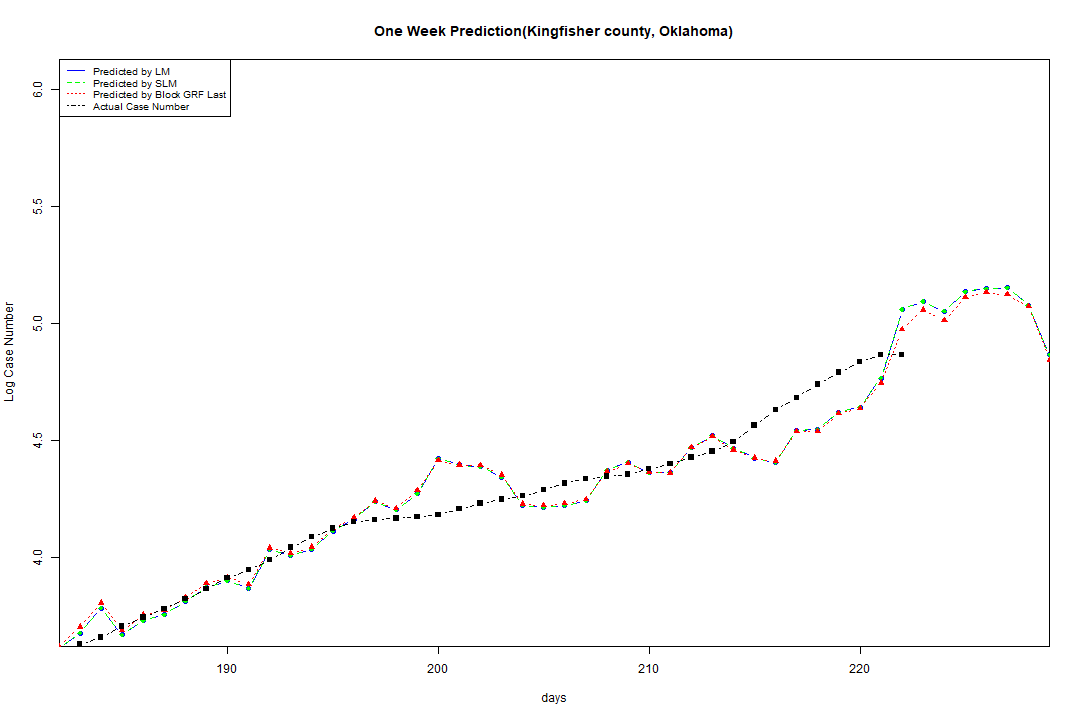 One Week Prediction(Kingfisher county, Oklahoma)
Predicted by LM
Predicted by SLM
Predicted by Block GRF Last
Actual Case Number
6.0
5.5
5.0
4.5
4.0
Log Case Number
190 200 210 220
days